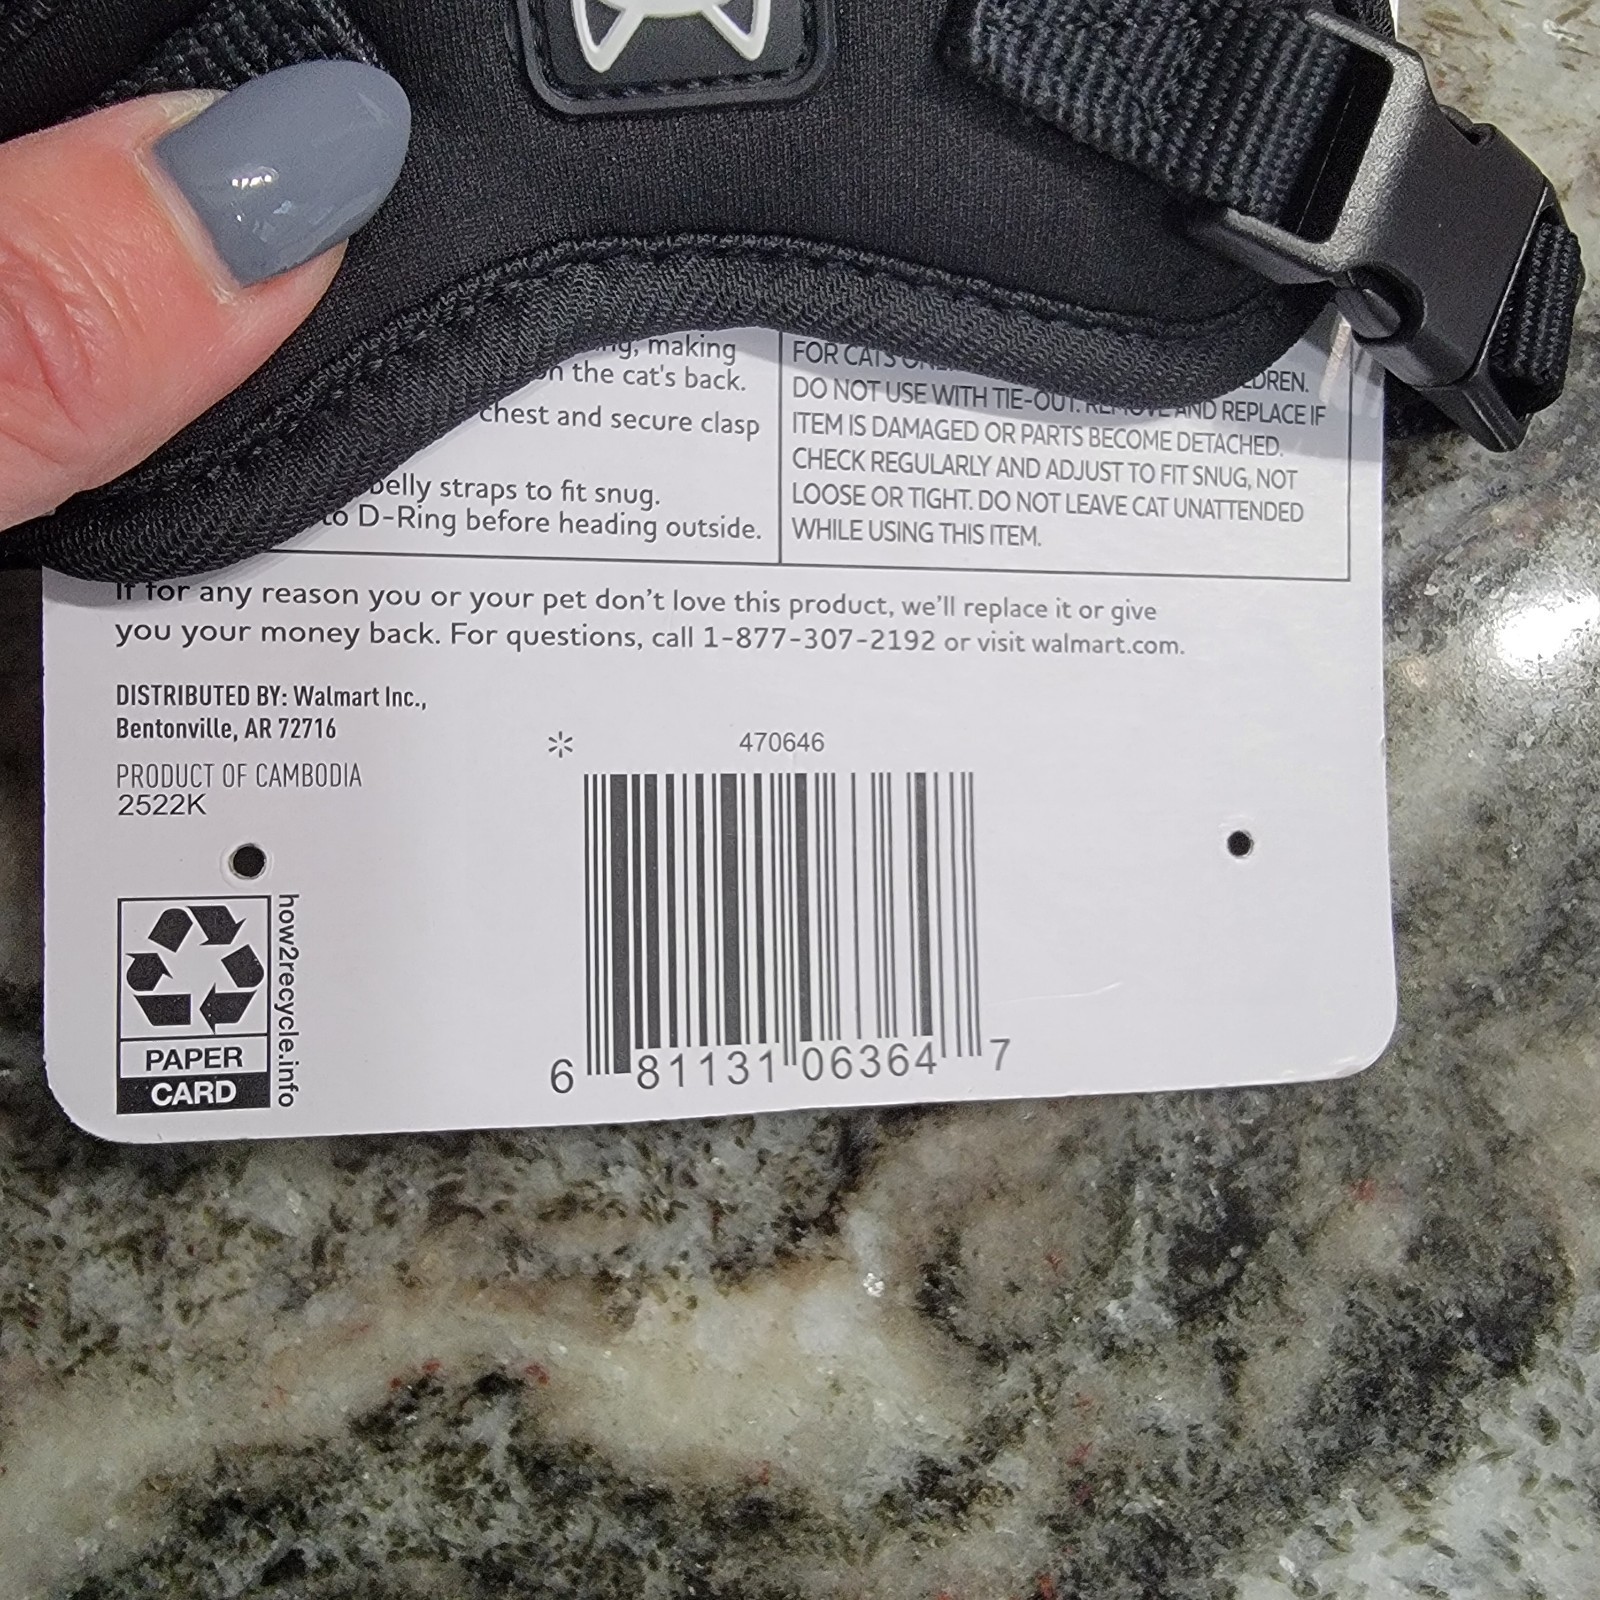 making
the cat's back.
chest and secure clasp
belly straps to fit snug.
to D-Ring before heading outside.
FOR CATS
DO NOT USE WITH TIE-OUT. REMOVE AND REPLACE IF
ITEM IS DAMAGED OR PARTS BECOME DETACHED.
CHECK REGULARLY AND ADJUST TO FIT SNUG, NOT
LOOSE OR TIGHT. DO NOT LEAVE CAT UNATTENDED
WHILE USING THIS ITEM.
If for any reason you or your pet don't love this product, we'll replace it or give
you your money back. For questions, call 1-877-307-2192 or visit walmart.com.
DISTRIBUTED BY: Walmart Inc.,
Bentonville, AR 72716
PRODUCT OF CAMBODIA
2522K
how2recycle.info
PAPER
CARD
470646
6 81131 06364 7